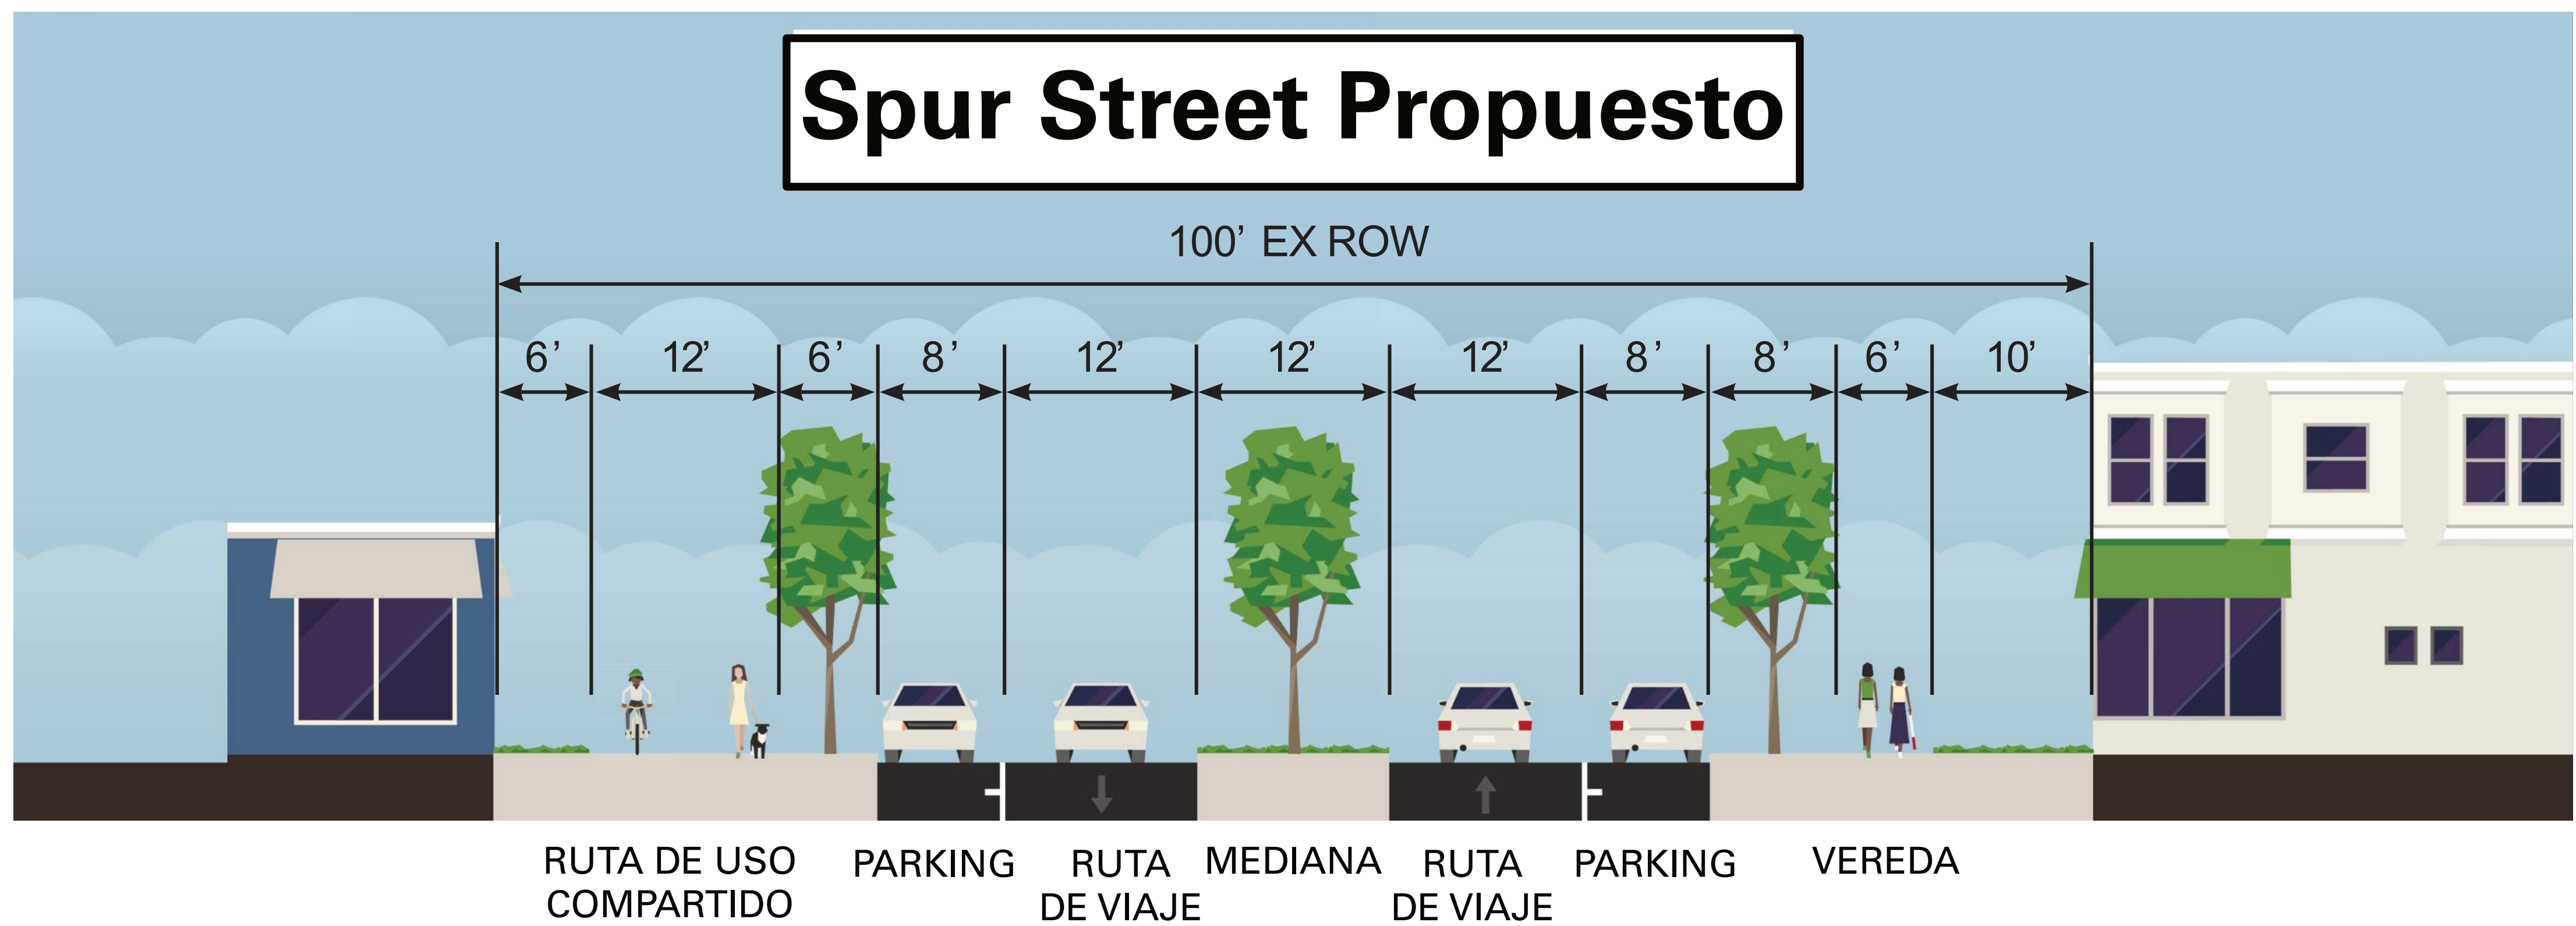 Spur Street Propuesto
100’ EX ROW
6’ 12’ 6’ 8’ 12’ 12’ 12’ 8’ 8’ 6’ 10’
RUTA DE USO
COMPARTIDO
PARKING
RUTA
DE VIAJE
MEDIANA
RUTA
DE VIAJE
PARKING
VEREDA